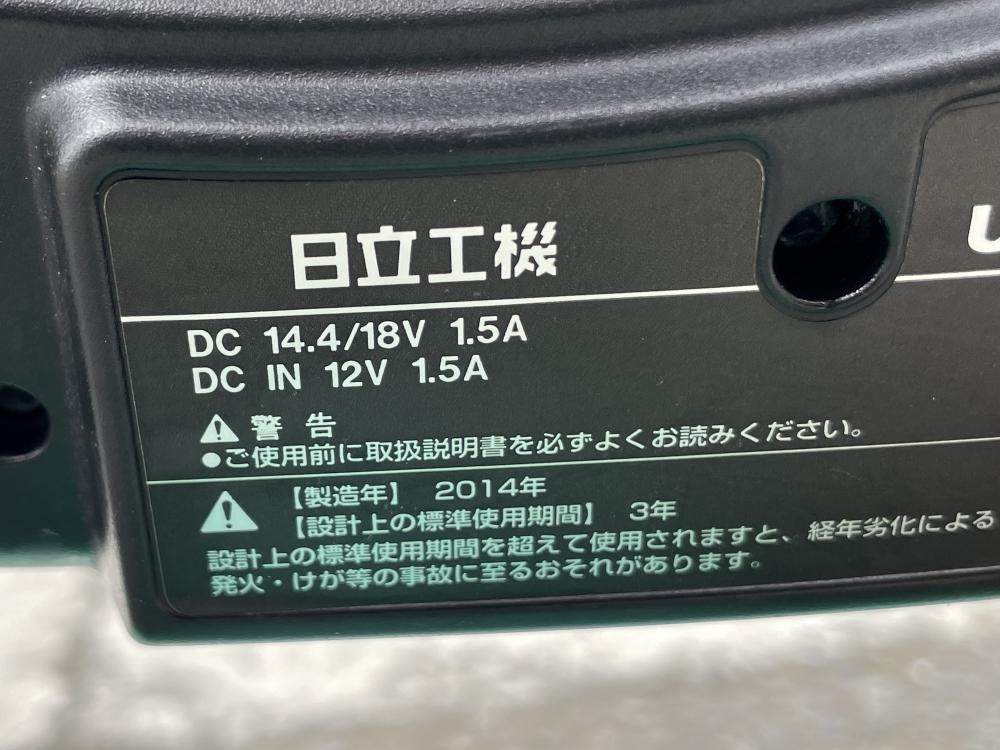 日立工機
DC 14.4/18V 1.5A
DC IN 12V 1.5A
警 告
●ご使用前に取扱説明書を必ずよくお読みください。
【製造年】 2014年
【設計上の標準使用期間】 3年
設計上の標準使用期間を超えて使用されますと、経年劣化による
発火・けが等の事故に至るおそれがあります。